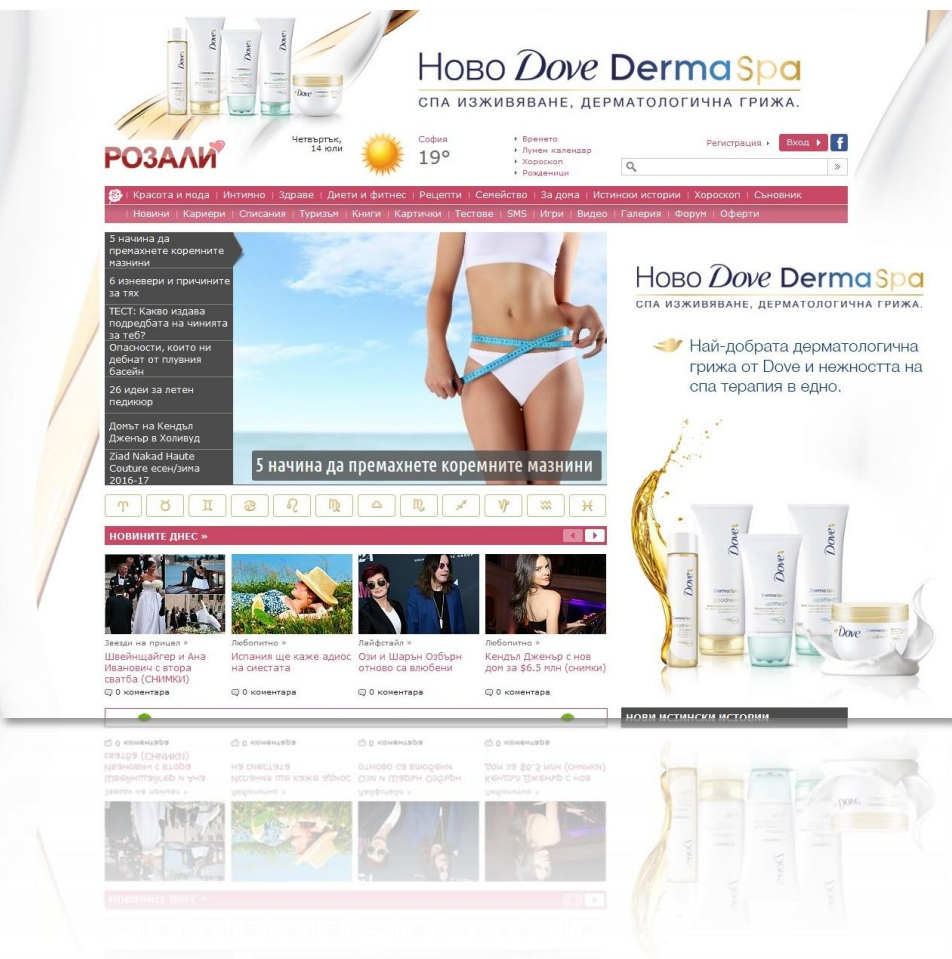 Ново Dove DermaSpa
СПА ИЗЖИВЯВАНЕ, ДЕРМАТОЛОГИЧНА ГРИЖА.
РОЗАЛИ
Четвъртък,
14 юли
София
19°
Времето
Лунен календар
Хороскоп
Рожденици
Регистрация
Вход
f
Красота и мода | Интимно | Здраве | Диети и фитнес | Рецепти | Семейство | За дома | Истински истории | Хороскоп | Съновник
Новини | Кариери | Списания | Туризъм | Книги | Картички | Тестове | SMS | Игри | Видео | Галерия | Форум | Оферти
5 начина да
премахнете коремните
мазнини
6 изневери и причините
за тях
ТЕСТ: Какво издава
подредбата на чинията
за теб?
Опасности, които ни
дебнат от плувния
басейн
26 идеи за летен
педикюр
Домът на Кендъл
Дженър в Холивуд
Ziad Nakad Haute
Couture есен/зима
2016-17
5 начина да премахнете коремните мазнини
Ново Dove DermaSpa
СПА ИЗЖИВЯВАНЕ, ДЕРМАТОЛОГИЧНА ГРИЖА.
Най-добрата дерматологична
грижа от Dove и нежността на
спа терапия в едно.
Dove
Dove
Dove
Dove
DermaSpa
DermaSpa
Dove
НОВИНИТЕ ДНЕС »
Звезди на прицел »
Швейнщайгер и Ана
Иванович с втора
сватба (СНИМКИ)
0 коментара
Любопитно »
Испания ще каже адиос
на сиестата
0 коментара
Лайфстайл »
Ози и Шарън Озбърн
отново са влюбени
0 коментара
Любопитно »
Кендъл Дженър с нов
дом за $6.5 млн (снимки)
0 коментара
НОВИ ИСТИНСКИ ИСТОРИИ